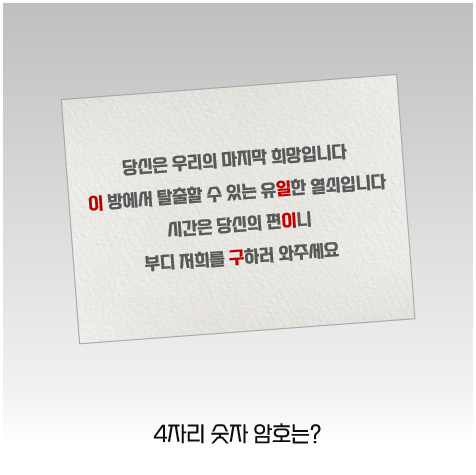 당신은 우리의 마지막 희망입니다
이 방에서 탈출할 수 있는 유일한 열쇠입니다
시간은 당신의 편이니
부디 저희를 구하러 와주세요
4자리 숫자 암호는?